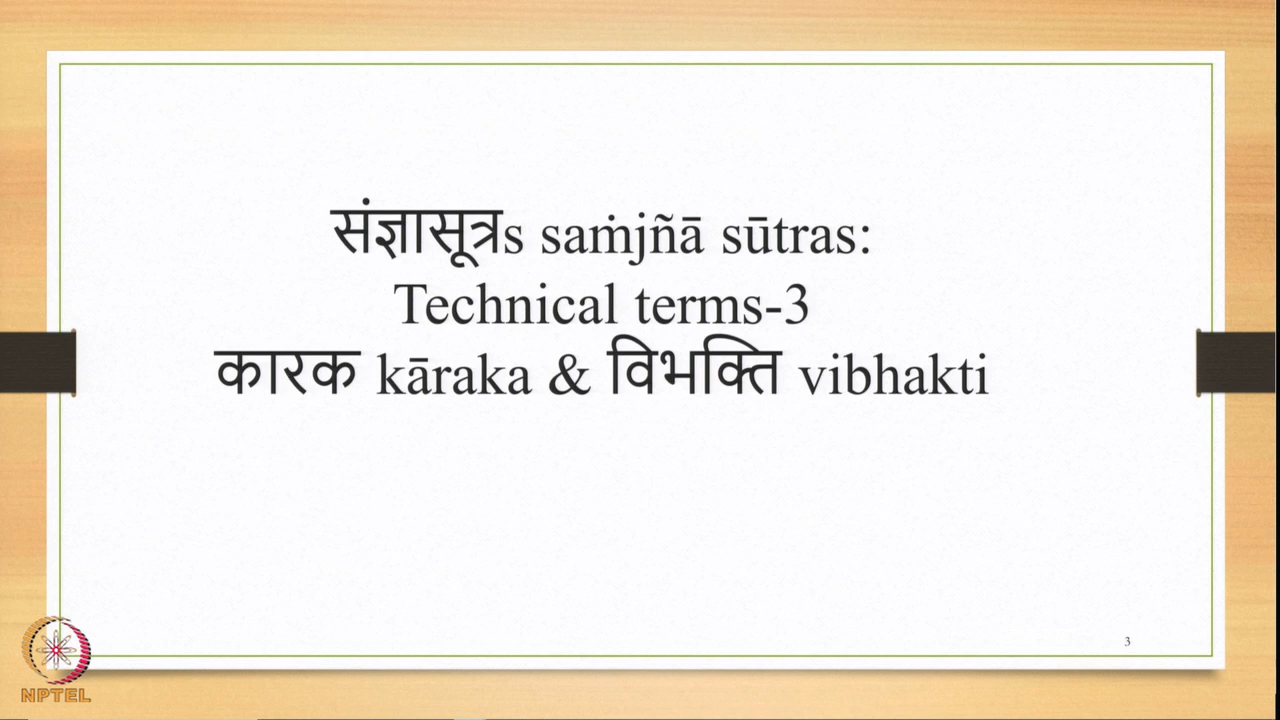 संज्ञासूत्रs saṁjñā sūtras:
Technical terms-3
कारक kāraka & विभक्ति vibhakti
3
NPTEL